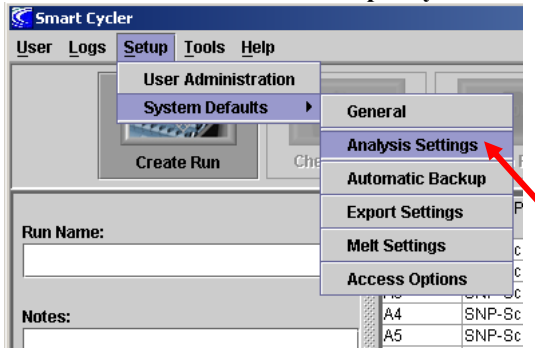 Smart Cycler
User Logs Setup Tools Help
User Administration
System Defaults
General
Analysis Settings
Automatic Backup
Export Settings
Melt Settings
Access Options
Create Run
Run Name:
Notes:
A4 SNP-Sc
A5 SNP-Sc